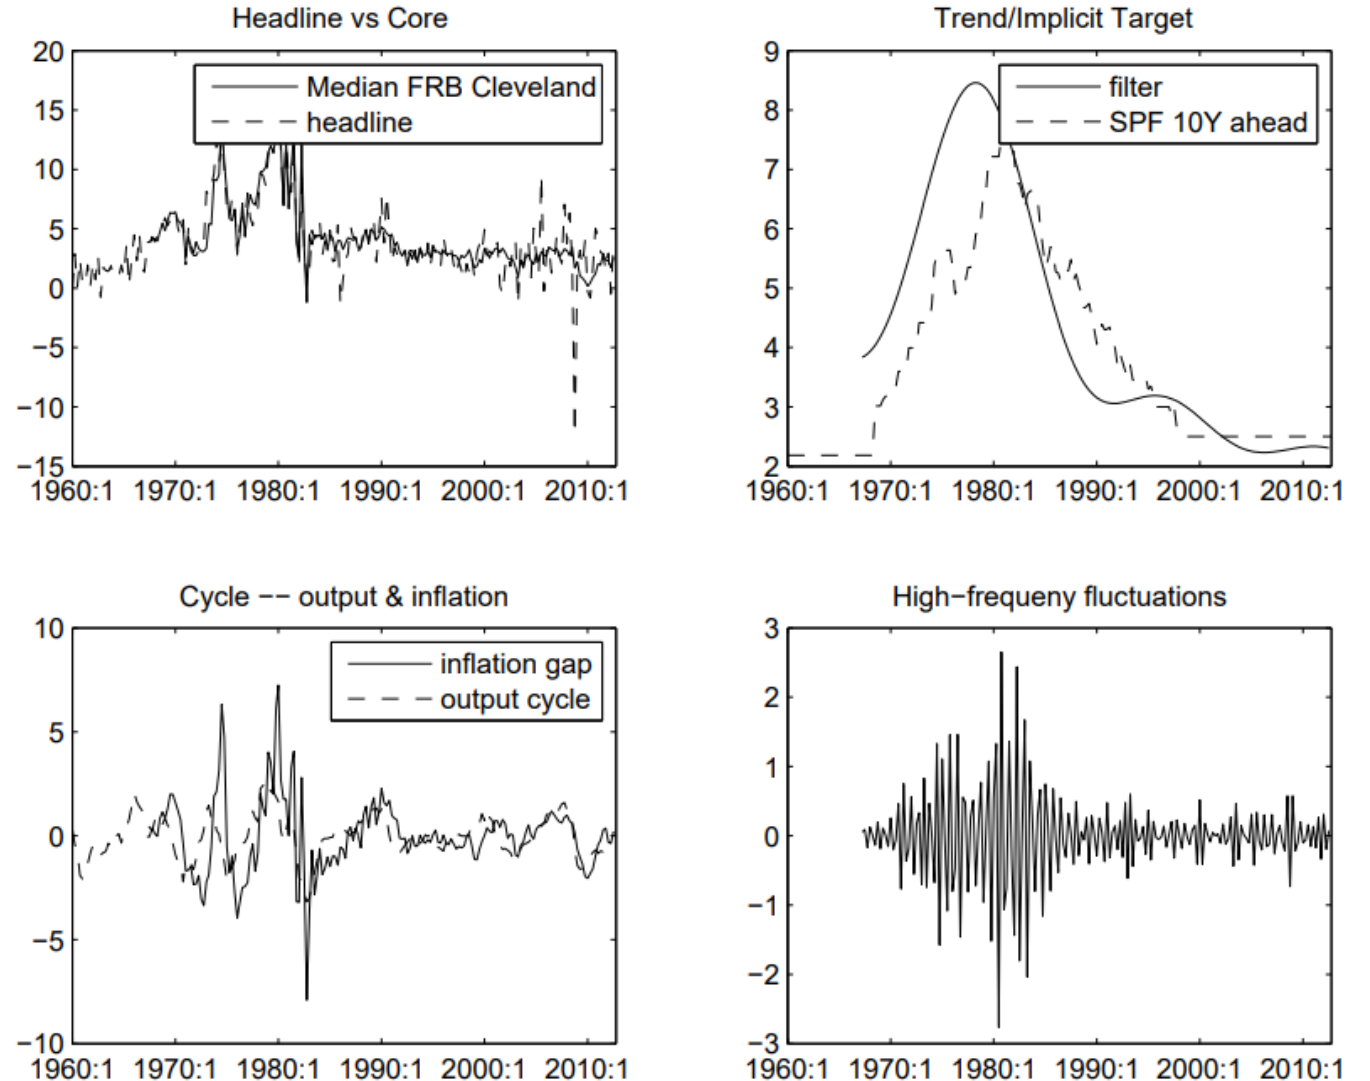 Headline vs Core
20
15
10
5
0
−5
−10
−15
1960:1 1970:1 1980:1 1990:1 2000:1 2010:1
Median FRB Cleveland
headline
Trend/Implicit Target
9
8
7
6
5
4
3
2
1960:1 1970:1 1980:1 1990:1 2000:1 2010:1
filter
SPF 10Y ahead
Cycle −− output & inflation
10
5
0
−5
−10
1960:1 1970:1 1980:1 1990:1 2000:1 2010:1
inflation gap
output cycle
High−frequeny fluctuations
3
2
1
0
−1
−2
−3
1960:1 1970:1 1980:1 1990:1 2000:1 2010:1